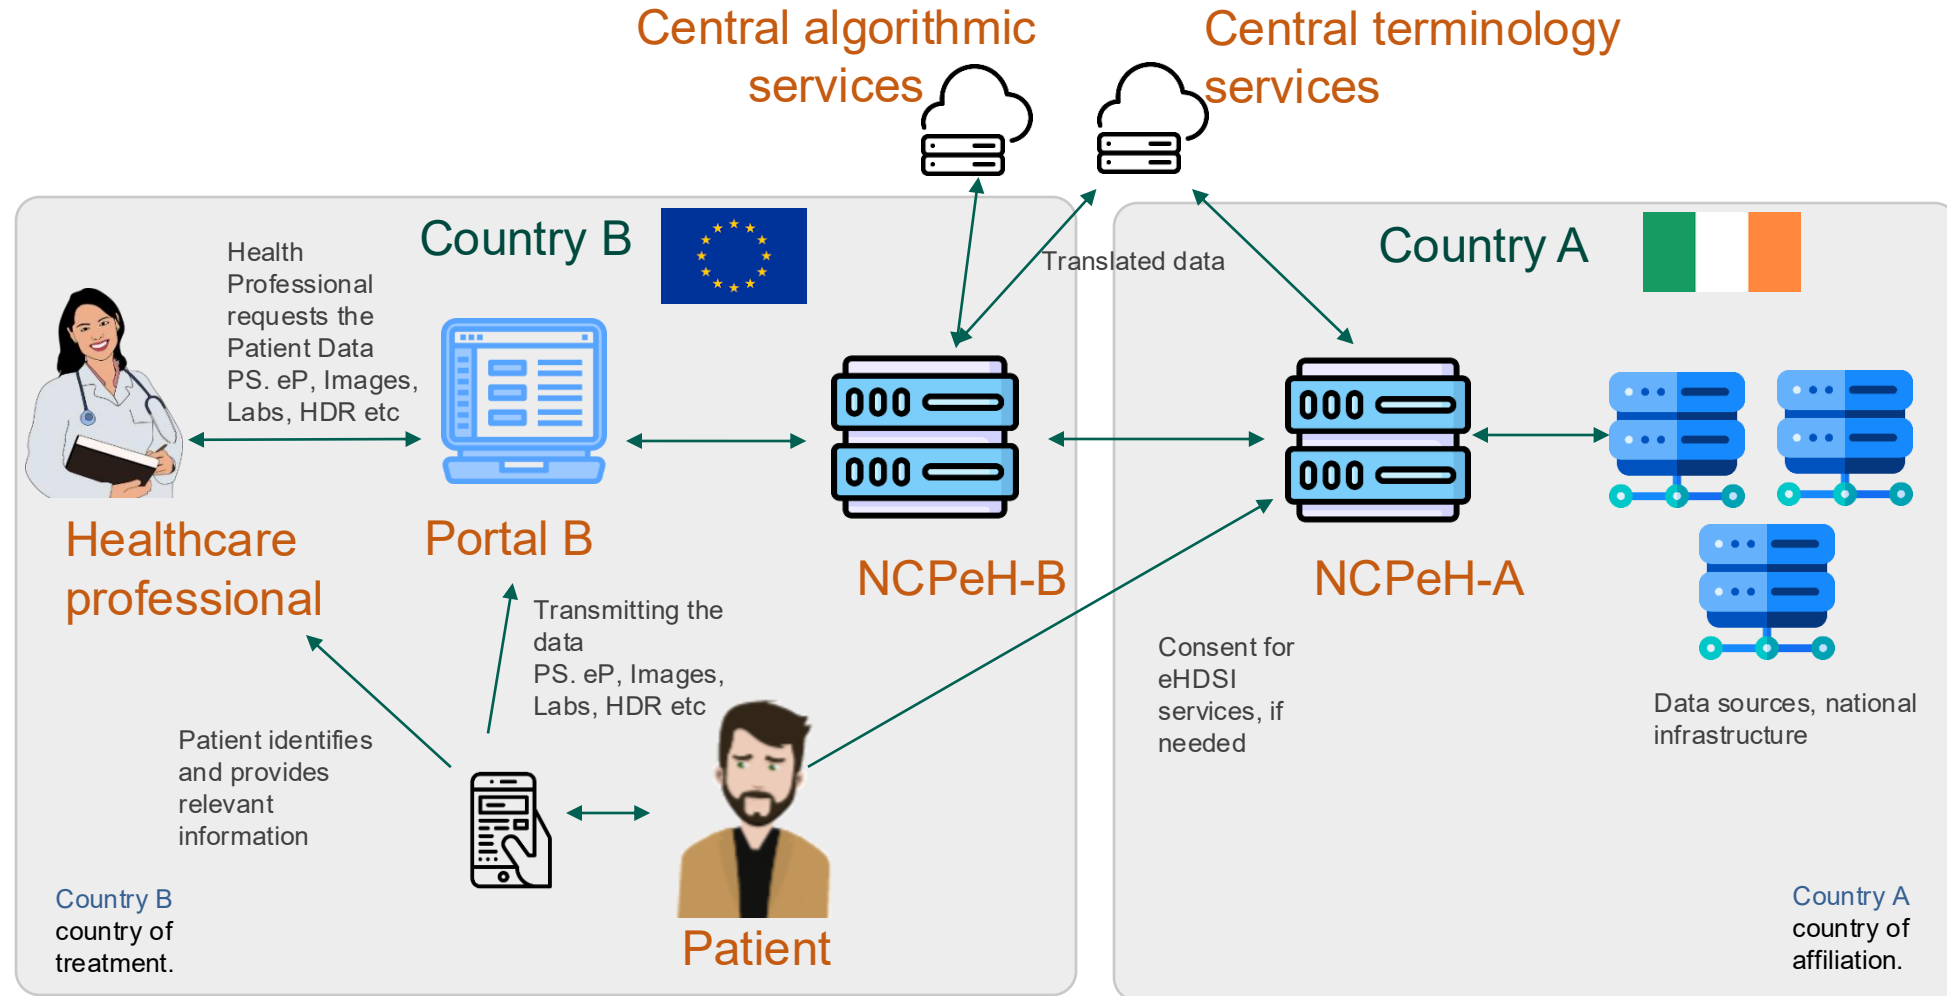 Central algorithmic
services
Central terminology
services
Country B
Health
Professional
requests the
Patient Data
PS. eP, Images,
Labs, HDR etc
Translated data
Country A
Healthcare
professional
Portal B
NCPeH-B
NCPeH-A
Transmitting the
data
PS. eP, Images,
Labs, HDR etc
Consent for
eHDSI
services, if
needed
Data sources, national
infrastructure
Patient identifies
and provides
relevant
information
Patient
Country B
country of
treatment.
Country A
country of
affiliation.